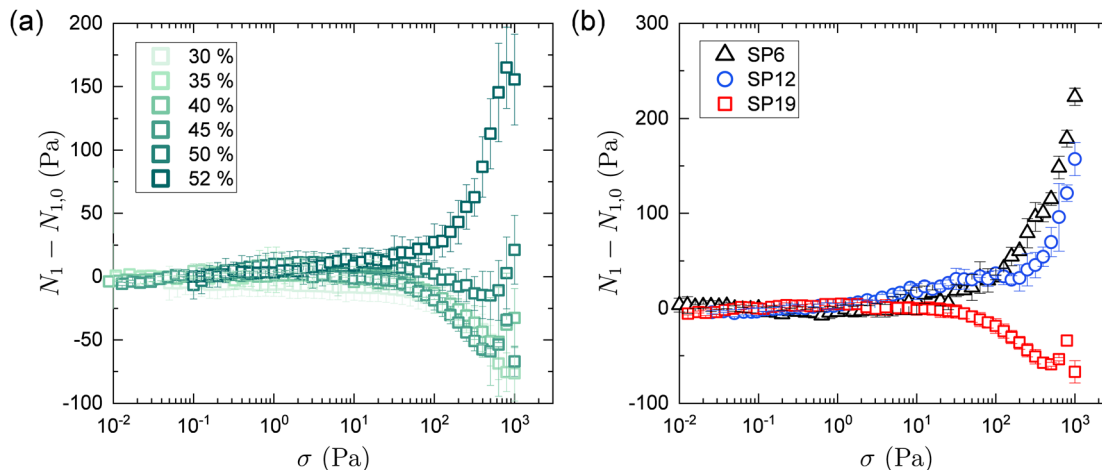 (a)
200
150
100
50
0
-50
-100
30 %
35 %
40 %
45 %
50 %
52 %
N₁ − N₁,₀ (Pa)
10⁻² 10⁻¹ 10⁰ 10¹ 10² 10³
σ (Pa)
(b)
300
200
100
0
-100
SP6
SP12
SP19
N₁ − N₁,₀ (Pa)
10⁻² 10⁻¹ 10⁰ 10¹ 10² 10³
σ (Pa)